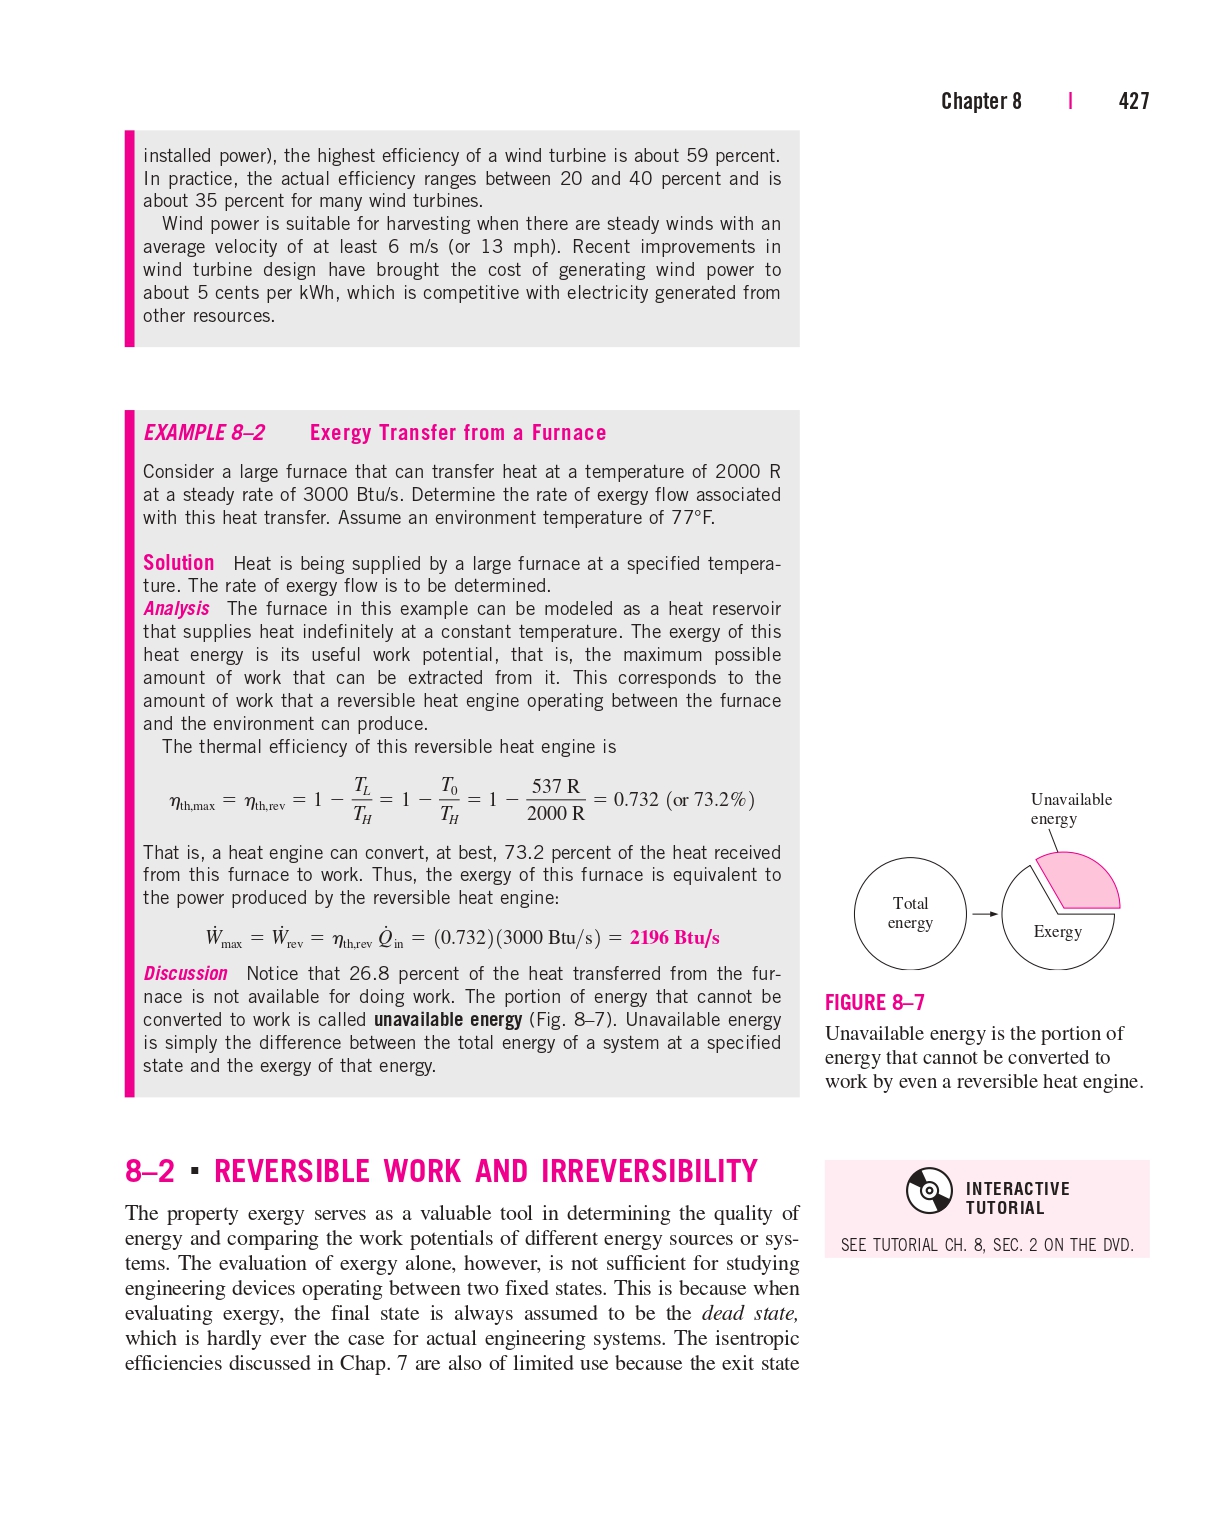 Chapter 8 | 427
installed power), the highest efficiency of a wind turbine is about 59 percent.
In practice, the actual efficiency ranges between 20 and 40 percent and is
about 35 percent for many wind turbines.
Wind power is suitable for harvesting when there are steady winds with an
average velocity of at least 6 m/s (or 13 mph). Recent improvements in
wind turbine design have brought the cost of generating wind power to
about 5 cents per kWh, which is competitive with electricity generated from
other resources.
EXAMPLE 8–2 Exergy Transfer from a Furnace
Consider a large furnace that can transfer heat at a temperature of 2000 R
at a steady rate of 3000 Btu/s. Determine the rate of exergy flow associated
with this heat transfer. Assume an environment temperature of 77°F.
Solution Heat is being supplied by a large furnace at a specified tempera-
ture. The rate of exergy flow is to be determined.
Analysis The furnace in this example can be modeled as a heat reservoir
that supplies heat indefinitely at a constant temperature. The exergy of this
heat energy is its useful work potential, that is, the maximum possible
amount of work that can be extracted from it. This corresponds to the
amount of work that a reversible heat engine operating between the furnace
and the environment can produce.
The thermal efficiency of this reversible heat engine is
η_th,max = η_th,rev = 1 − T_L/T_H = 1 − T_0/T_H = 1 − 537 R/2000 R = 0.732 (or 73.2%)
That is, a heat engine can convert, at best, 73.2 percent of the heat received
from this furnace to work. Thus, the exergy of this furnace is equivalent to
the power produced by the reversible heat engine:
Ẇ_max = Ẇ_rev = η_th,rev Q̇_in = (0.732)(3000 Btu/s) = 2196 Btu/s
Discussion Notice that 26.8 percent of the heat transferred from the fur-
nace is not available for doing work. The portion of energy that cannot be
converted to work is called unavailable energy (Fig. 8–7). Unavailable energy
is simply the difference between the total energy of a system at a specified
state and the exergy of that energy.
Unavailable
energy
Total
energy
Exergy
FIGURE 8–7
Unavailable energy is the portion of
energy that cannot be converted to
work by even a reversible heat engine.
8–2 ▪ REVERSIBLE WORK AND IRREVERSIBILITY
The property exergy serves as a valuable tool in determining the quality of
energy and comparing the work potentials of different energy sources or sys-
tems. The evaluation of exergy alone, however, is not sufficient for studying
engineering devices operating between two fixed states. This is because when
evaluating exergy, the final state is always assumed to be the dead state,
which is hardly ever the case for actual engineering systems. The isentropic
efficiencies discussed in Chap. 7 are also of limited use because the exit state
INTERACTIVE
TUTORIAL
SEE TUTORIAL CH. 8, SEC. 2 ON THE DVD.